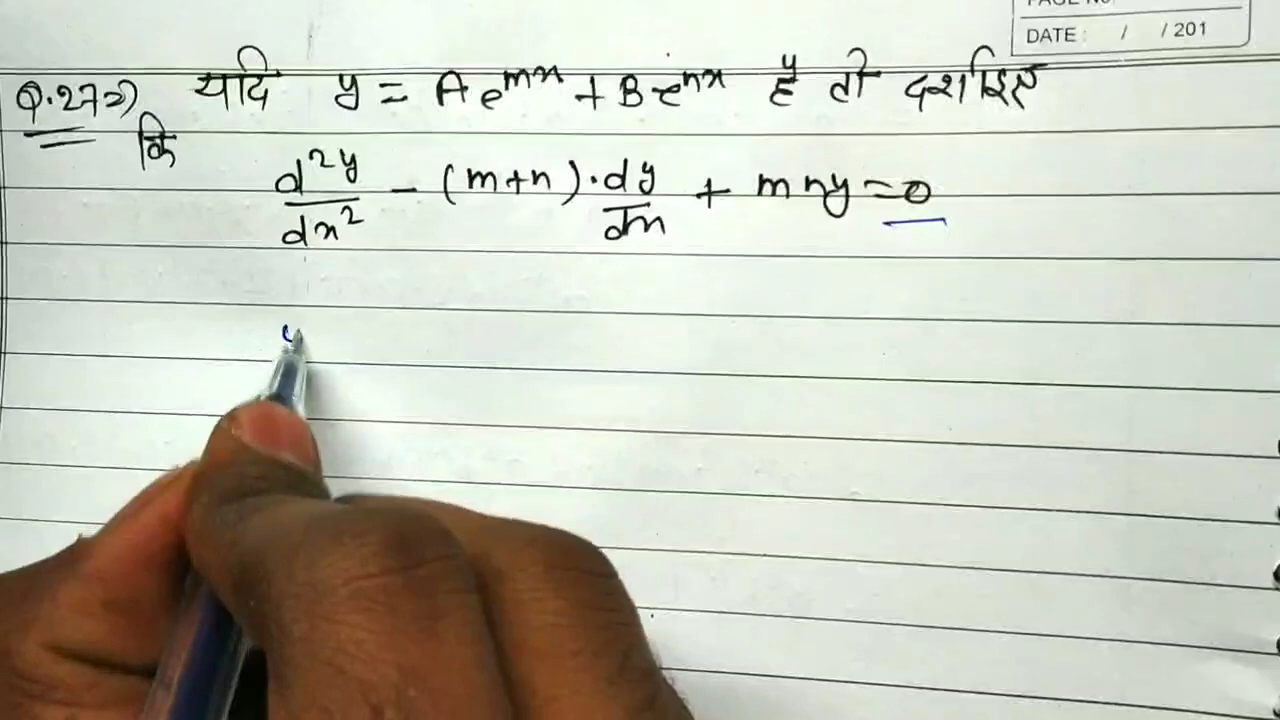 DATE : / / 201
Q.27⇒) यदि y = Ae^{mx} + Be^{nx} है तो दर्शाइए
कि
d²y/dx² - (m+n).dy/dx + mny = 0